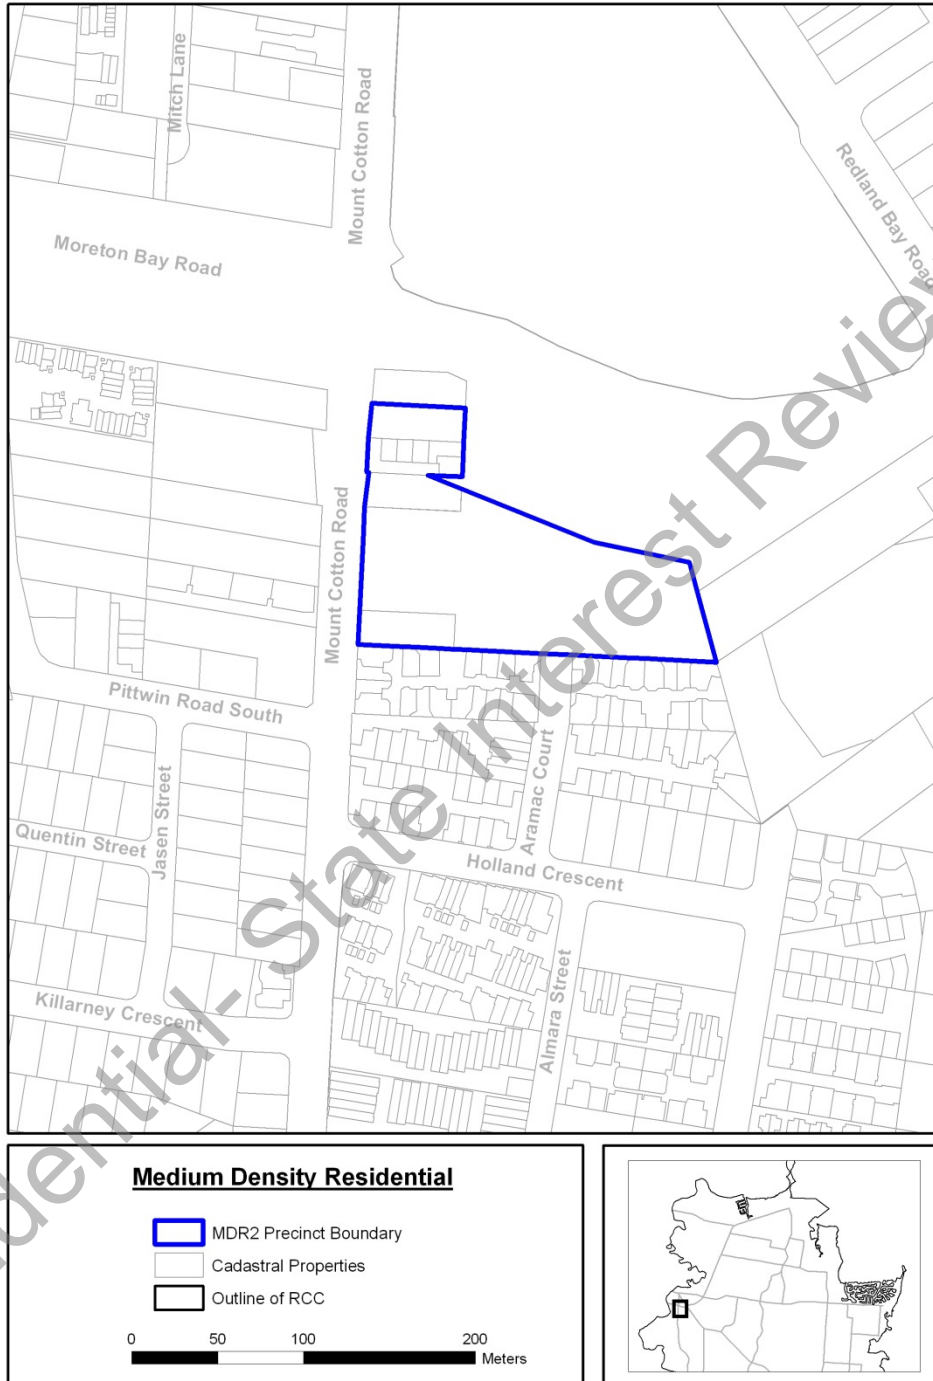 Mitch Lane
Mount Cotton Road
Redland Bay Road
Moreton Bay Road
Mount Cotton Road
Pittwin Road South
Jasen Street
Quentin Street
Aramac Court
Holland Crescent
Almara Street
Killarney Crescent
dential- State Interest Review
Medium Density Residential
MDR2 Precinct Boundary
Cadastral Properties
Outline of RCC
0 50 100 200
Meters